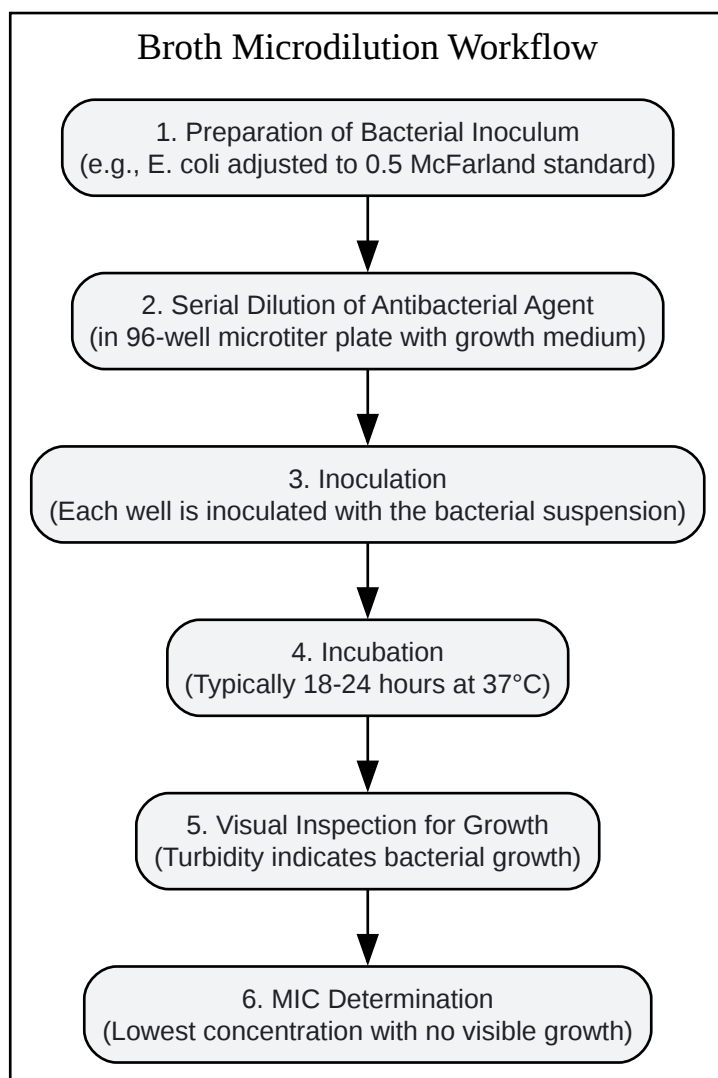 Broth Microdilution Workflow
1. Preparation of Bacterial Inoculum
(e.g., E. coli adjusted to 0.5 McFarland standard)
2. Serial Dilution of Antibacterial Agent
(in 96-well microtiter plate with growth medium)
3. Inoculation
(Each well is inoculated with the bacterial suspension)
4. Incubation
(Typically 18-24 hours at 37°C)
5. Visual Inspection for Growth
(Turbidity indicates bacterial growth)
6. MIC Determination
(Lowest concentration with no visible growth)